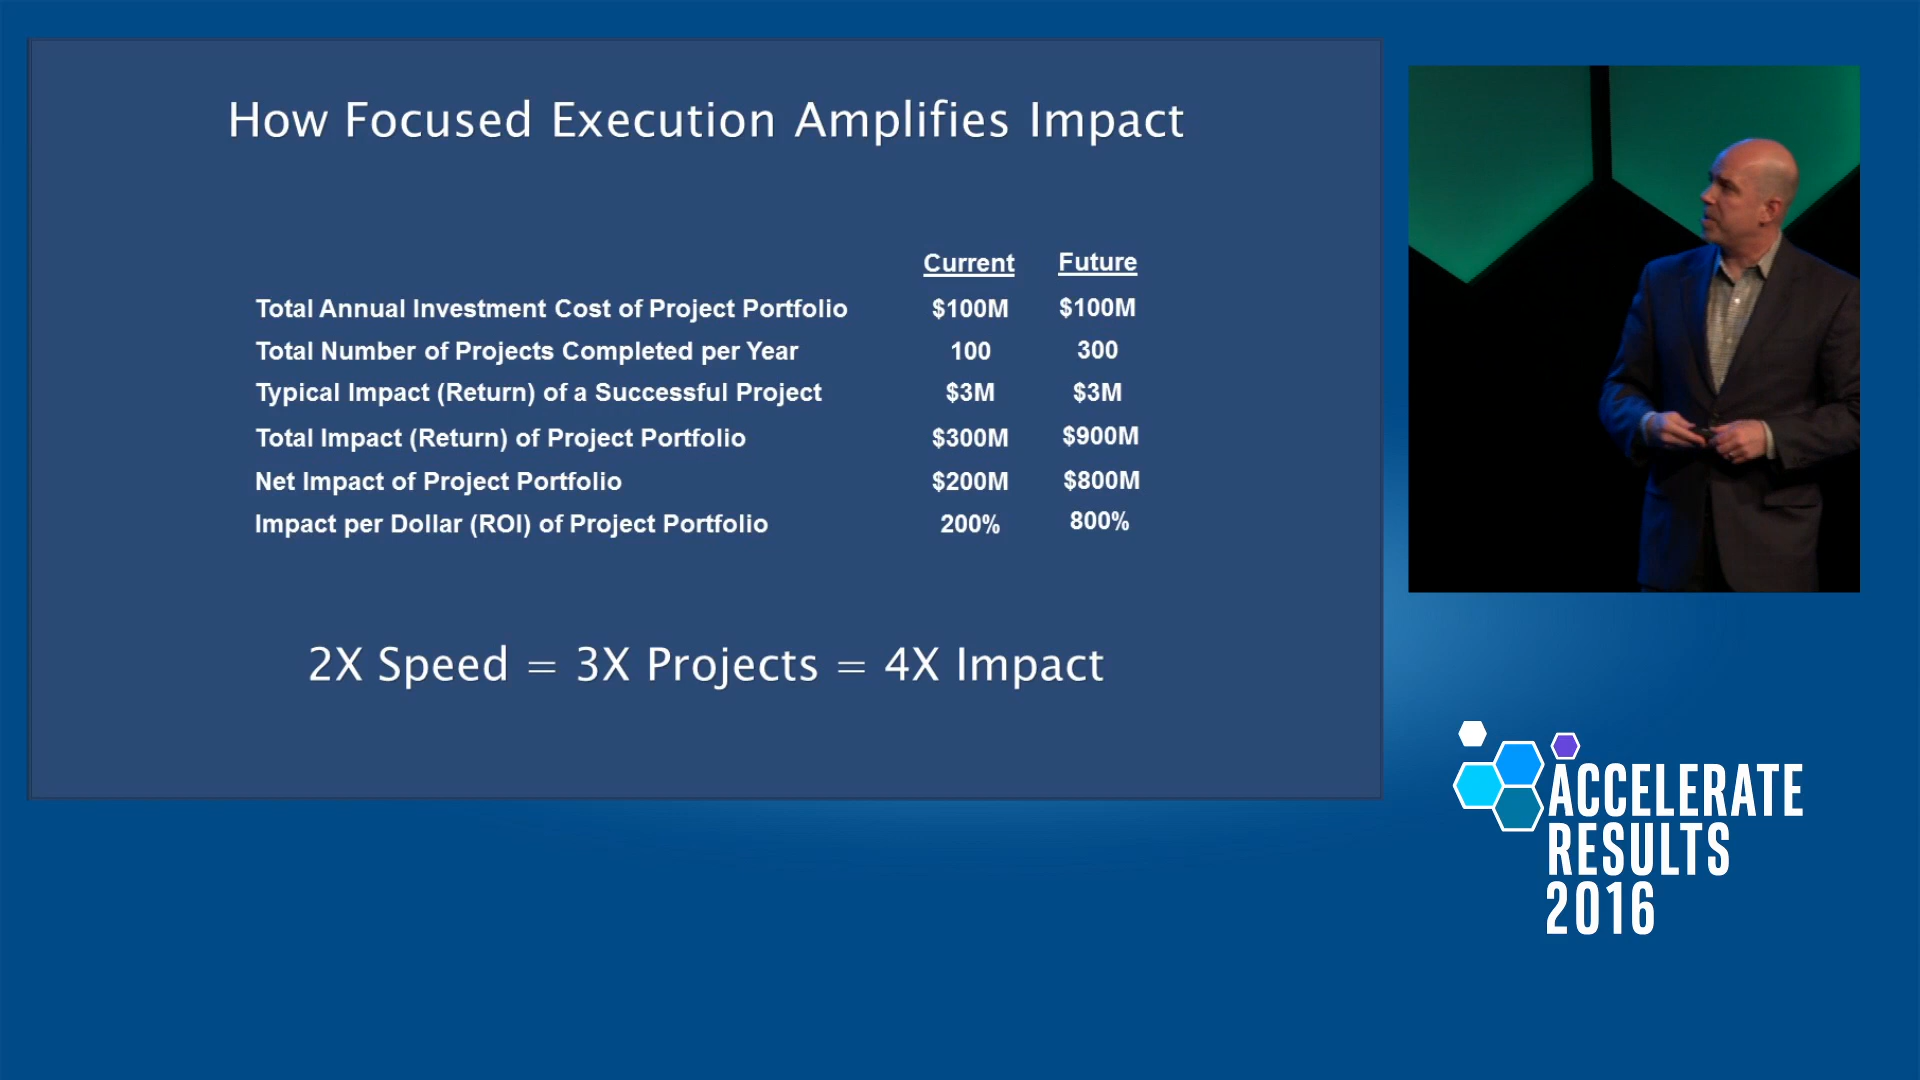 How Focused Execution Amplifies Impact
Current Future
Total Annual Investment Cost of Project Portfolio $100M $100M
Total Number of Projects Completed per Year 100 300
Typical Impact (Return) of a Successful Project $3M $3M
Total Impact (Return) of Project Portfolio $300M $900M
Net Impact of Project Portfolio $200M $800M
Impact per Dollar (ROI) of Project Portfolio 200% 800%
2X Speed = 3X Projects = 4X Impact
ACCELERATE
RESULTS
2016